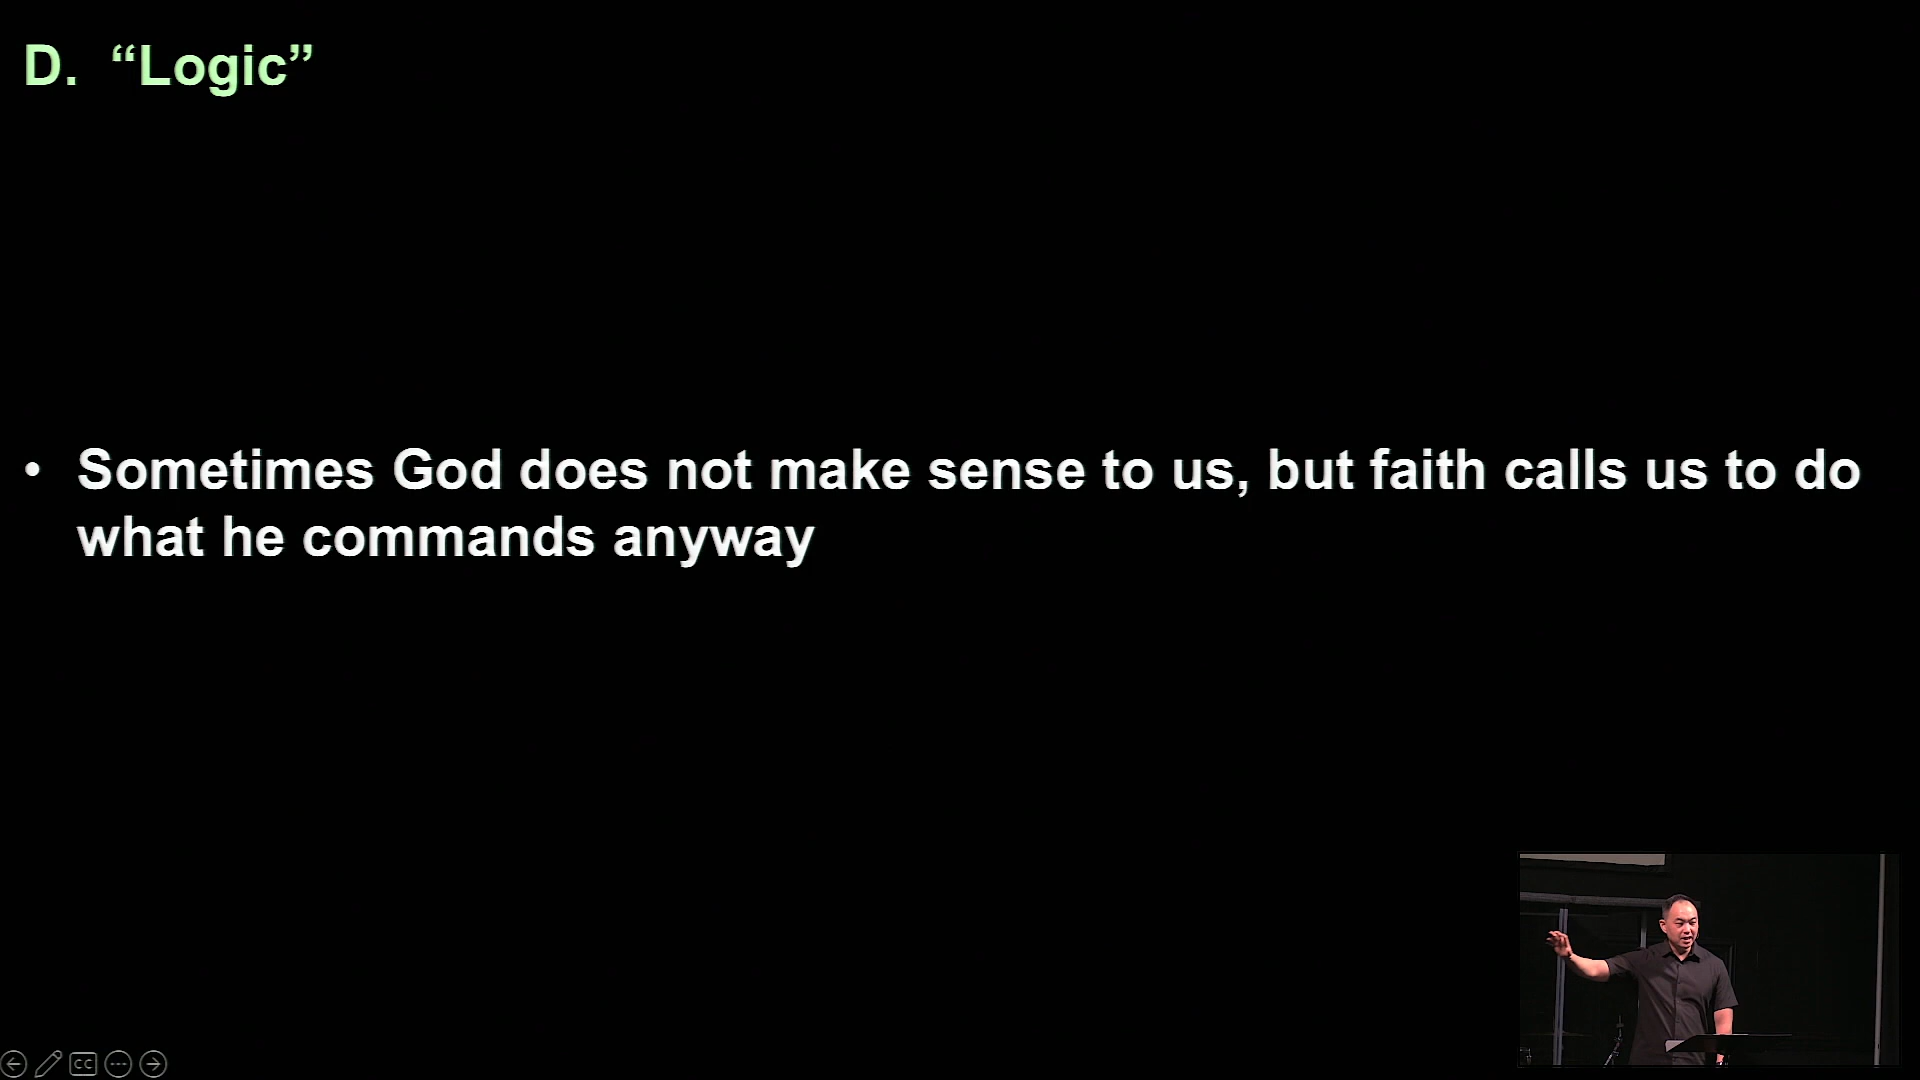 D. “Logic”
• Sometimes God does not make sense to us, but faith calls us to do
what he commands anyway
CC